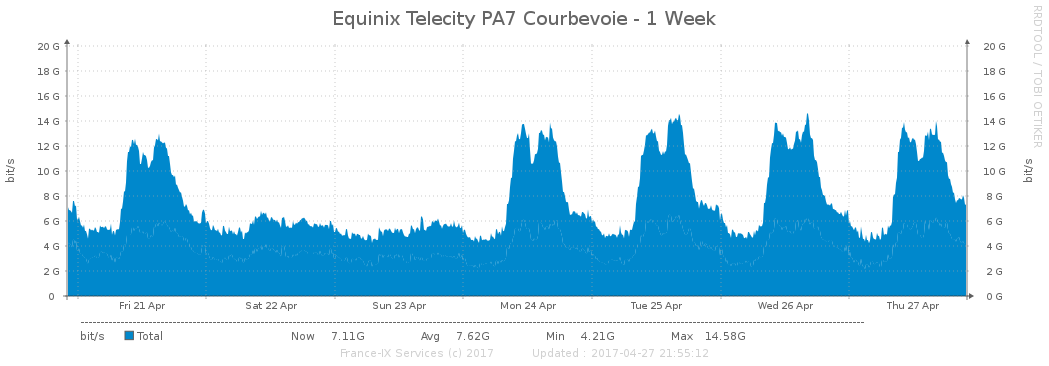 Equinix Telecity PA7 Courbevoie - 1 Week
RRDTOOL / TOBI OETIKER
bit/s
20 G 20 G
18 G 18 G
16 G 16 G
14 G 14 G
12 G 12 G
10 G 10 G
8 G 8 G
6 G 6 G
4 G 4 G
2 G 2 G
0 0 G
bit/s
Fri 21 Apr Sat 22 Apr Sun 23 Apr Mon 24 Apr Tue 25 Apr Wed 26 Apr Thu 27 Apr
bit/s Total Now 7.11G Avg 7.62G Min 4.21G Max 14.58G
France-IX Services (c) 2017 Updated : 2017-04-27 21:55:12